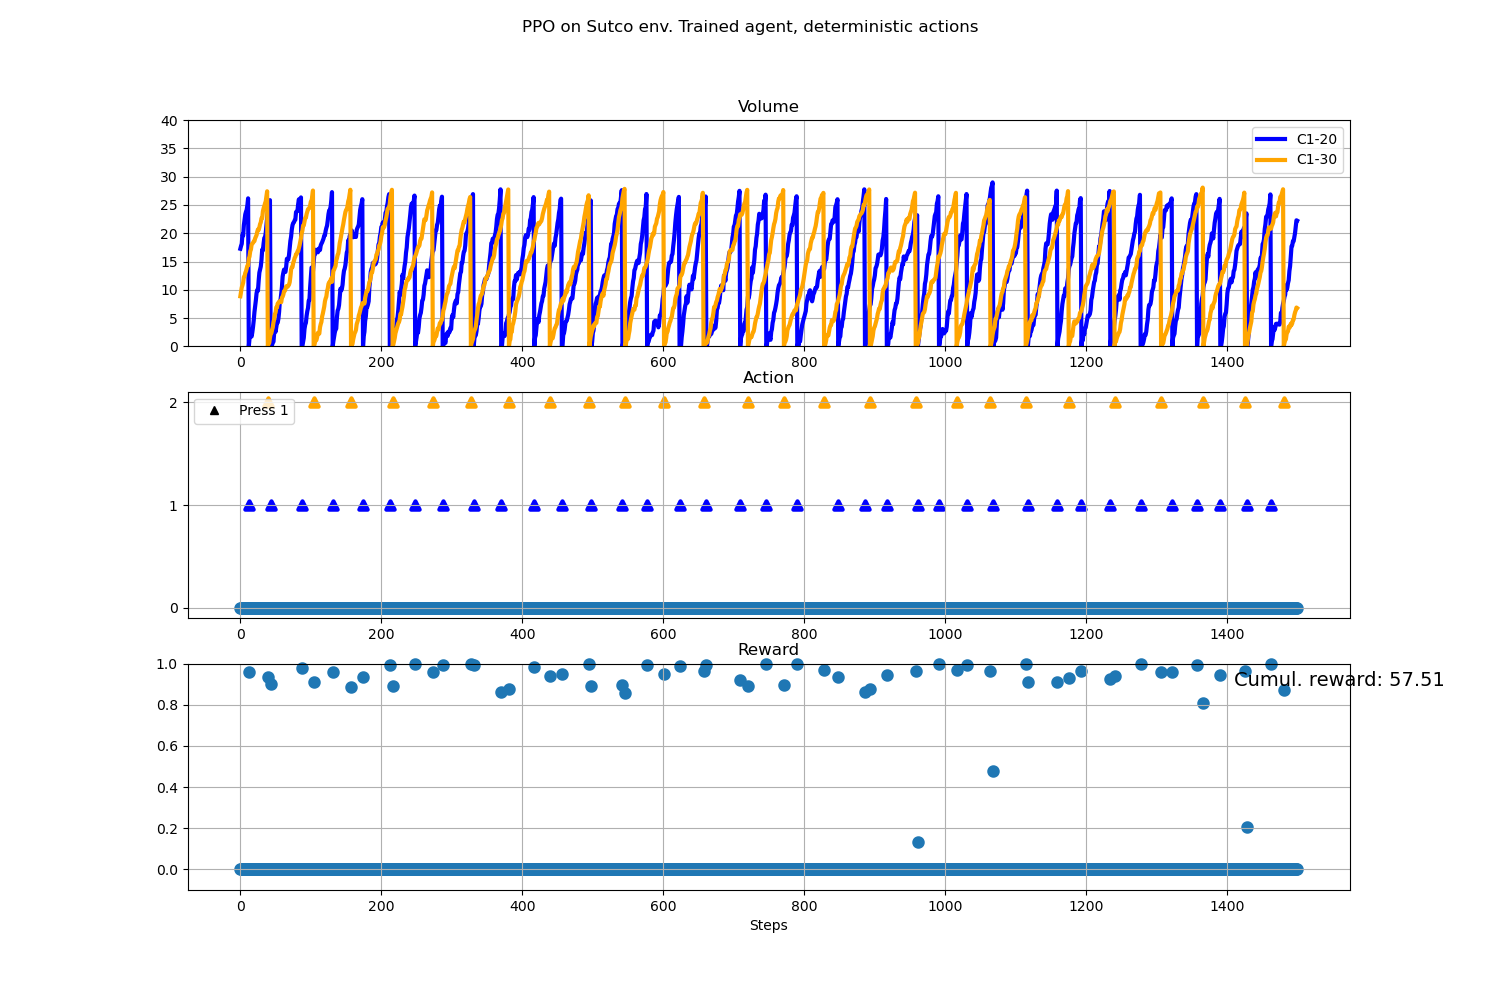 PPO on Sutco env. Trained agent, deterministic actions
Volume
40
35
30
25
20
15
10
5
0
C1-20
C1-30
0 200 400 600 800 1000 1200 1400
Action
2
1
0
Press 1
0 200 400 600 800 1000 1200 1400
Reward
1.0
0.8
0.6
0.4
0.2
0.0
Cumul. reward: 57.51
0 200 400 600 800 1000 1200 1400
Steps